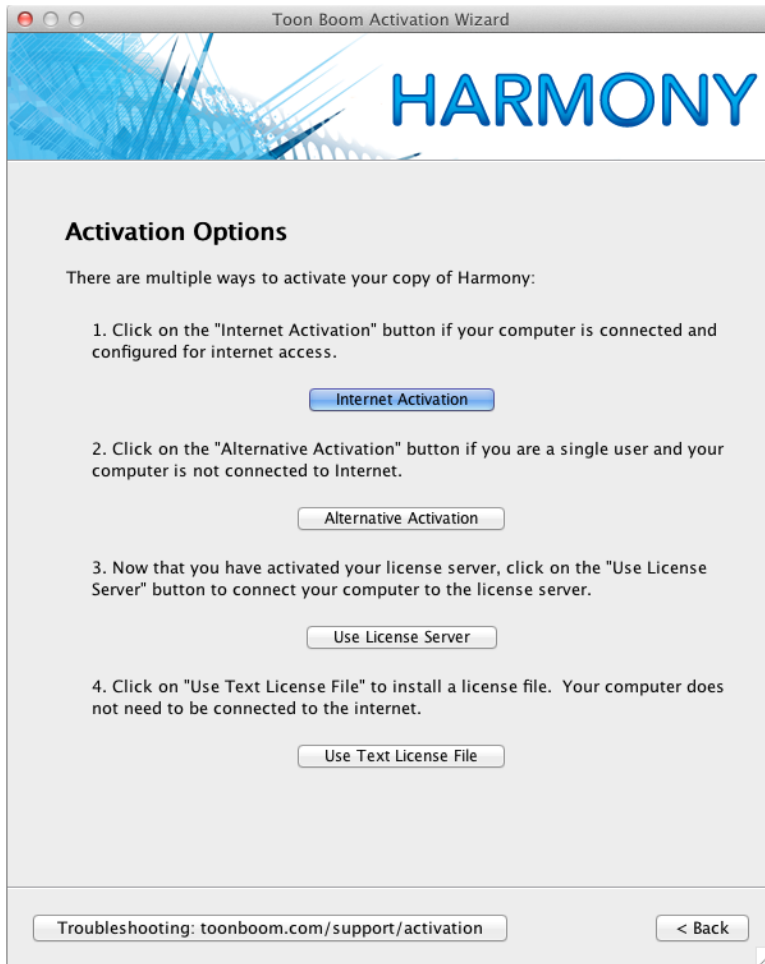 Toon Boom Activation Wizard
HARMONY
Activation Options
There are multiple ways to activate your copy of Harmony:
1. Click on the "Internet Activation" button if your computer is connected and
configured for internet access.
Internet Activation
2. Click on the "Alternative Activation" button if you are a single user and your
computer is not connected to Internet.
Alternative Activation
3. Now that you have activated your license server, click on the "Use License
Server" button to connect your computer to the license server.
Use License Server
4. Click on "Use Text License File" to install a license file.  Your computer does
not need to be connected to the internet.
Use Text License File
Troubleshooting: toonboom.com/support/activation
< Back